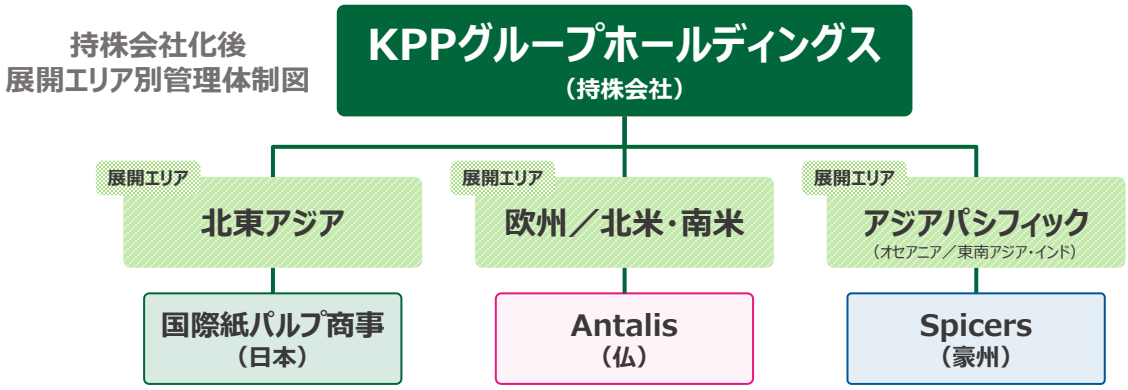 持株会社化後
展開エリア別管理体制図
KPPグループホールディングス
（持株会社）
展開エリア
北東アジア
展開エリア
欧州／北米・南米
展開エリア
アジアパシフィック
（オセアニア／東南アジア・インド）
国際紙パルプ商事
（日本）
Antalis
（仏）
Spicers
（豪州）